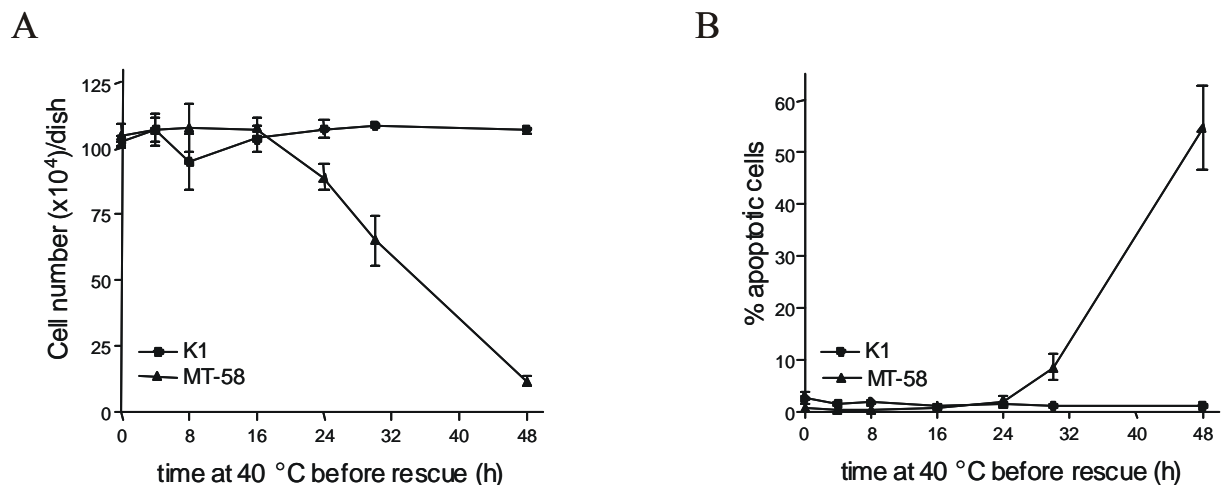 A
Cell number (x10⁴)/dish
125
100
75
50
25
0
K1
MT-58
0 8 16 24 32 40 48
time at 40 °C before rescue (h)
B
% apoptotic cells
60
50
40
30
20
10
0
K1
MT-58
0 8 16 24 32 40 48
time at 40 °C before rescue (h)